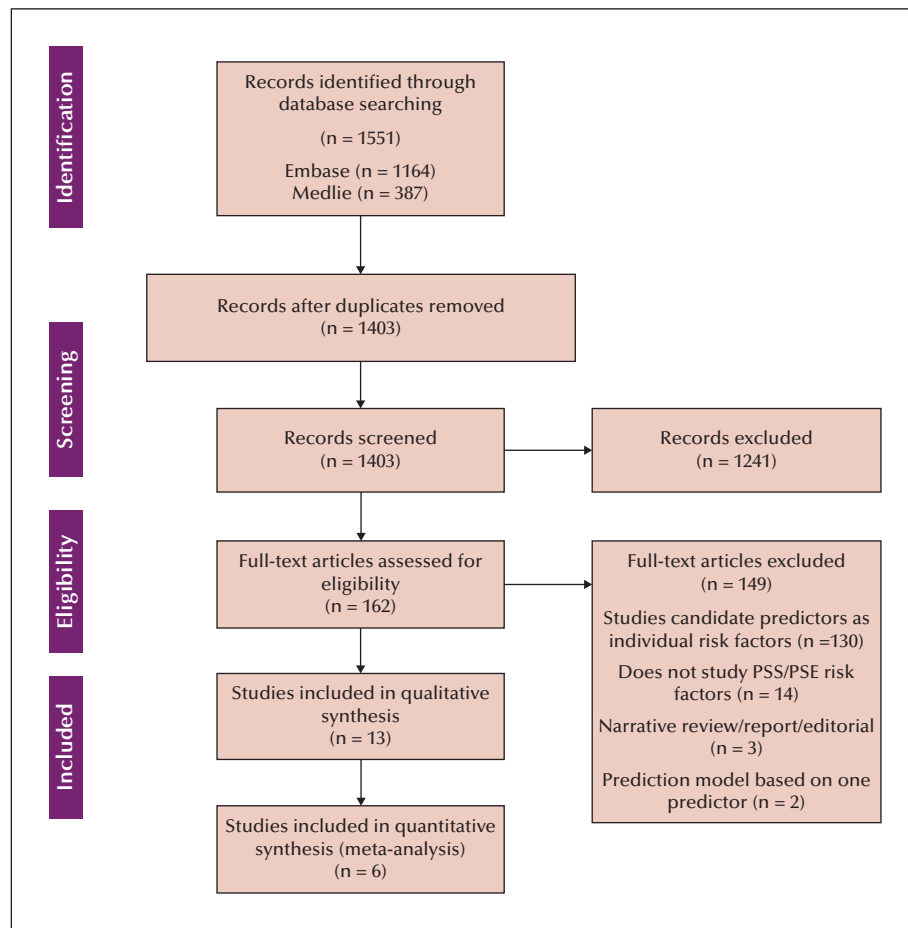 Identification
Records identified through
database searching
(n = 1551)
Embase (n = 1164)
Medlie (n = 387)
Records after duplicates removed
(n = 1403)
Screening
Records screened
(n = 1403)
Records excluded
(n = 1241)
Eligibility
Full-text articles assessed for
eligibility
(n = 162)
Full-text articles excluded
(n = 149)
Studies candidate predictors as
individual risk factors (n =130)
Does not study PSS/PSE risk
factors (n = 14)
Narrative review/report/editorial
(n = 3)
Prediction model based on one
predictor (n = 2)
Included
Studies included in qualitative
synthesis
(n = 13)
Studies included in quantitative
synthesis (meta-analysis)
(n = 6)